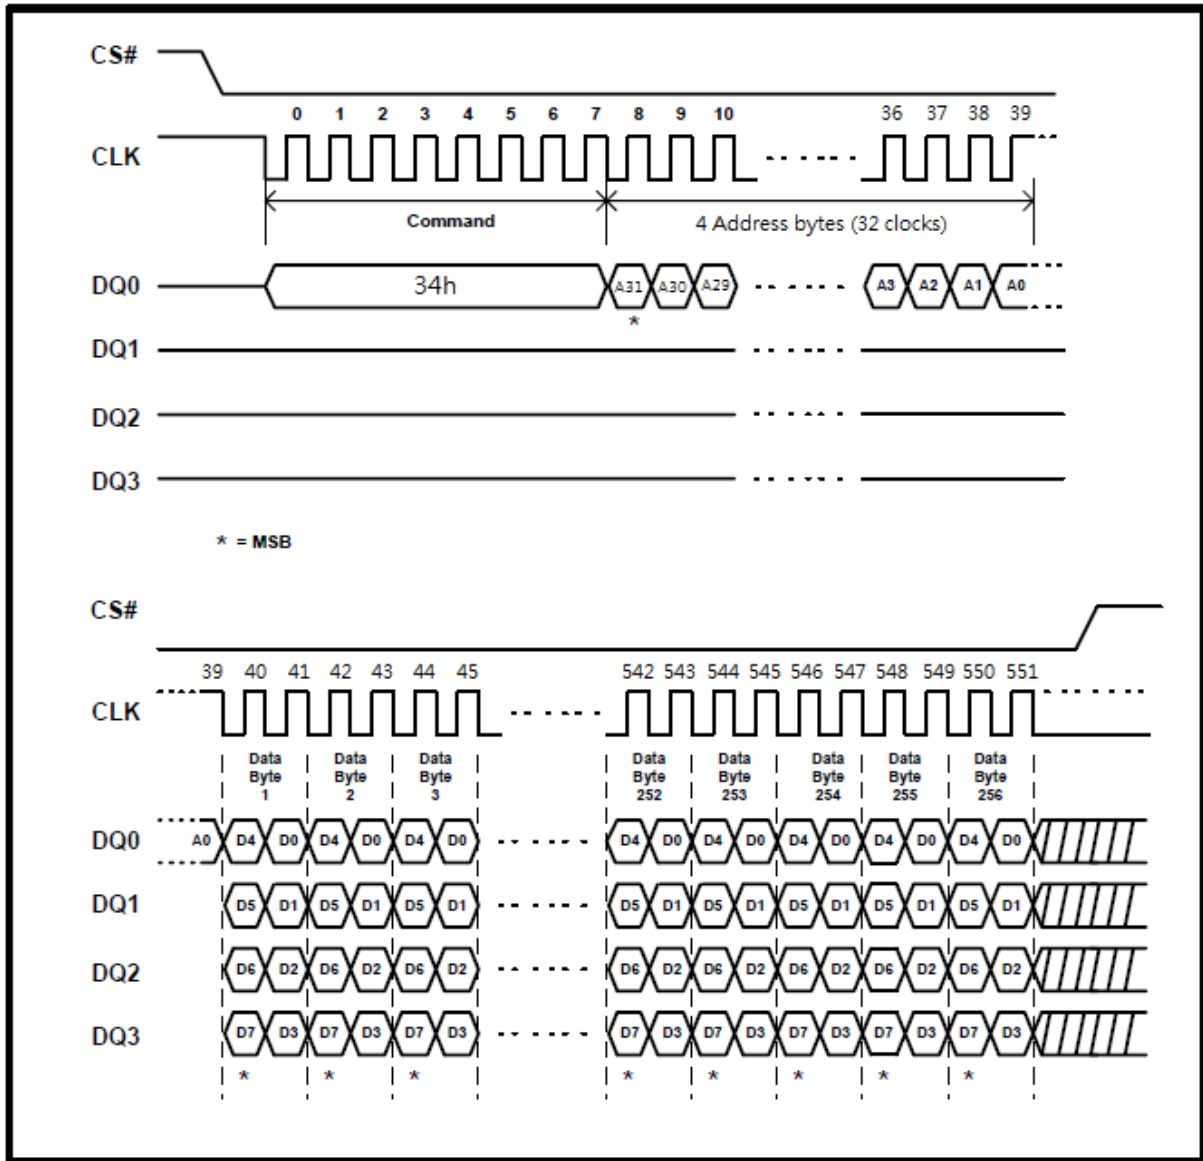 CS#
0 1 2 3 4 5 6 7 8 9 10 36 37 38 39
CLK
Command 4 Address bytes (32 clocks)
DQ0 34h A31 A30 A29 A3 A2 A1 A0
*
DQ1
DQ2
DQ3
* = MSB
CS#
39 40 41 42 43 44 45 542 543 544 545 546 547 548 549 550 551
CLK
Data Data Data Data Data Data Data Data
Byte Byte Byte Byte Byte Byte Byte Byte
1 2 3 252 253 254 255 256
DQ0 A0 D4 D0 D4 D0 D4 D0 D4 D0 D4 D0 D4 D0 D4 D0 D4 D0
DQ1 D5 D1 D5 D1 D5 D1 D5 D1 D5 D1 D5 D1 D5 D1 D5 D1
DQ2 D6 D2 D6 D2 D6 D2 D6 D2 D6 D2 D6 D2 D6 D2 D6 D2
DQ3 D7 D3 D7 D3 D7 D3 D7 D3 D7 D3 D7 D3 D7 D3 D7 D3
* * * * * * * *